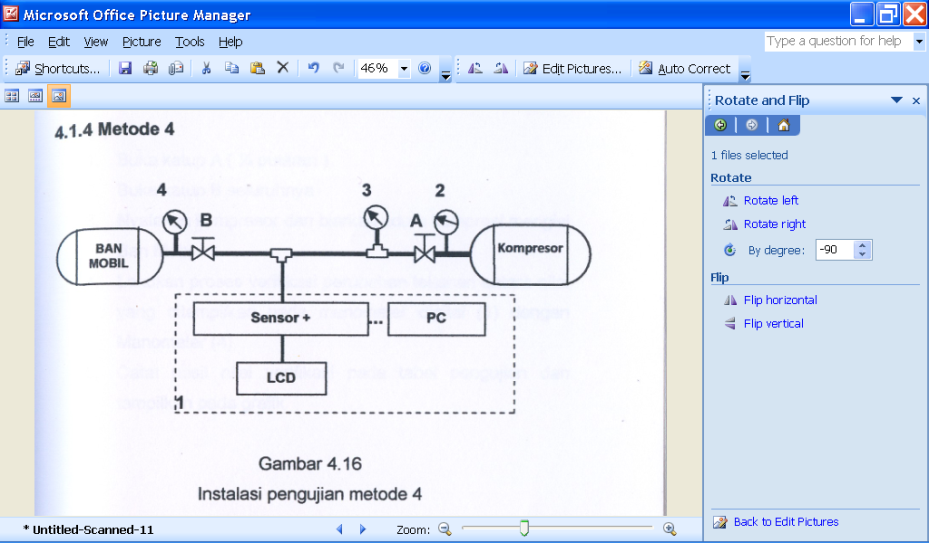 Microsoft Office Picture Manager
File Edit View Picture Tools Help
Type a question for help
Shortcuts... 46% Edit Pictures... Auto Correct
Rotate and Flip
1 files selected
Rotate
Rotate left
Rotate right
By degree: -90
Flip
Flip horizontal
Flip vertical
Back to Edit Pictures
4.1.4 Metode 4
4 3 2
B A
BAN
MOBIL
Kompresor
Sensor + ... PC
LCD
1
Gambar 4.16
Instalasi pengujian metode 4
* Untitled-Scanned-11 Zoom: